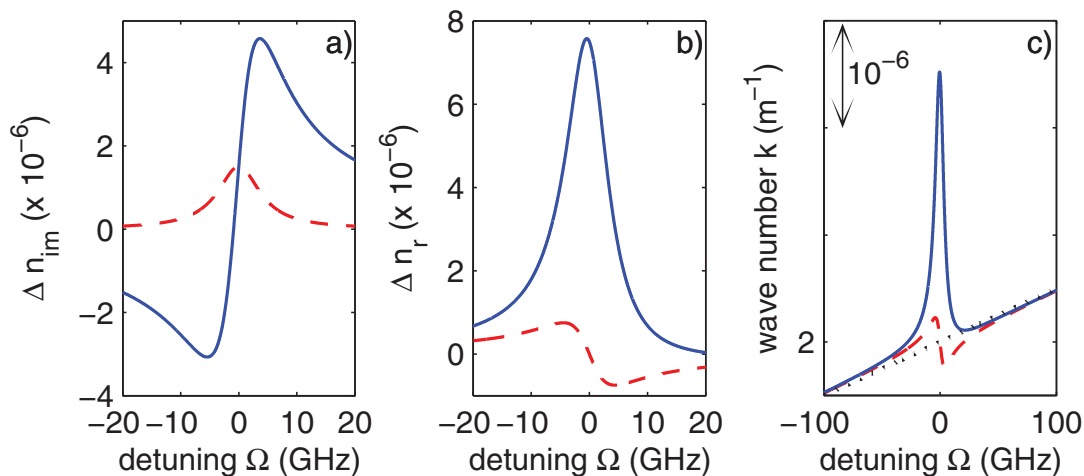 a)
4
2
0
−2
−4
−20 −10 0 10 20
Δ n_im (x 10⁻⁶)
detuning Ω (GHz)
b)
8
6
4
2
0
−20 −10 0 10 20
Δ n_r (x 10⁻⁶)
detuning Ω (GHz)
c)
10⁻⁶
2
−100 0 100
wave number k (m⁻¹)
detuning Ω (GHz)